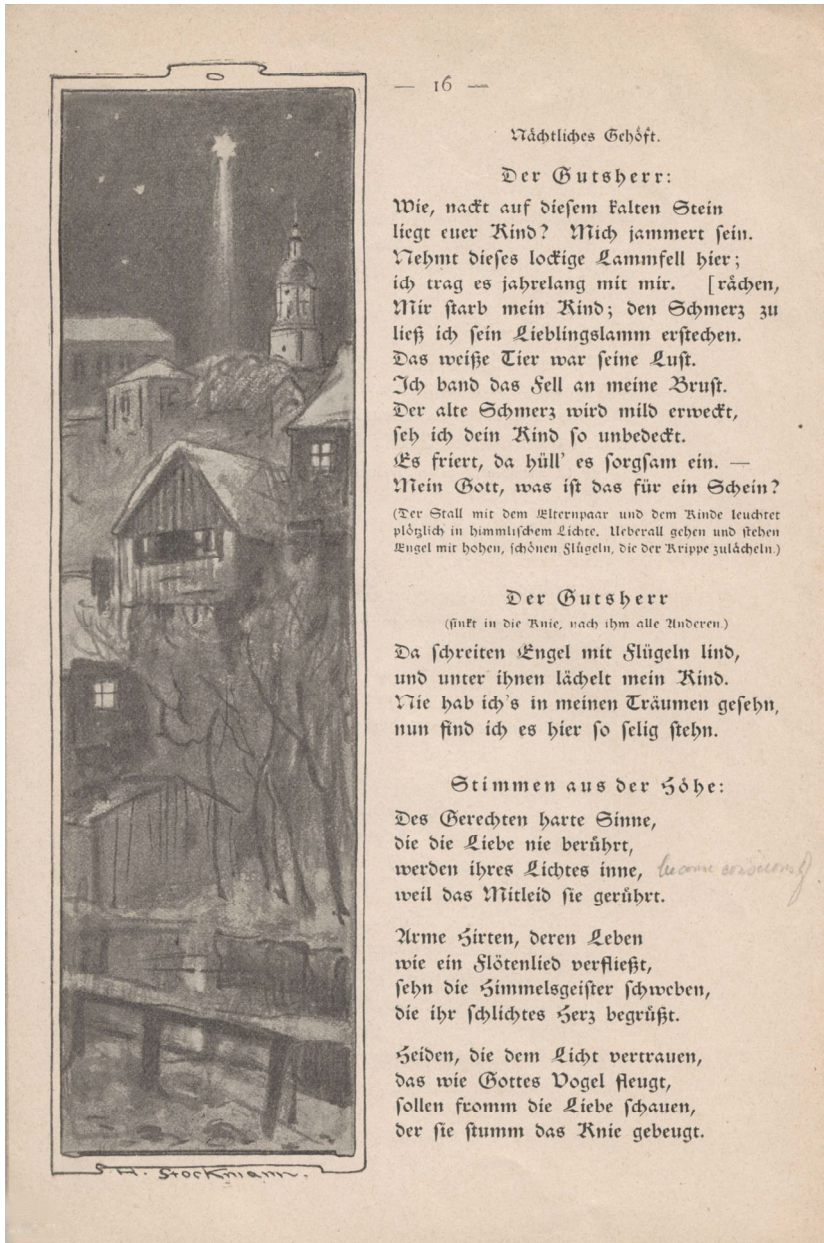 — 16 —
Nächtliches Gehöft.
Der Gutsherr:
Wie, nackt auf diesem kalten Stein
liegt euer Kind? Mich jammert sein.
Nehmt dieses lockige Lammfell hier;
ich trag es jahrelang mit mir. [rächen,
Mir starb mein Kind; den Schmerz zu
ließ ich sein Lieblingslamm erstechen.
Das weiße Tier war seine Lust.
Ich band das Fell an meine Brust.
Der alte Schmerz wird mild erweckt,
seh ich dein Kind so unbedeckt.
Es friert, da hüll' es sorgsam ein. —
Mein Gott, was ist das für ein Schein?
(Der Stall mit dem Elternpaar und dem Kinde leuchtet
plötzlich in himmlischem Lichte. Ueberall gehen und stehen
Engel mit hohen, schönen Flügeln, die der Krippe zulächeln.)
Der Gutsherr
(sinkt in die Knie, nach ihm alle Anderen.)
Da schreiten Engel mit Flügeln lind,
und unter ihnen lächelt mein Kind.
Nie hab ich's in meinen Träumen gesehn,
nun find ich es hier so selig stehn.
Stimmen aus der Höhe:
Des Gerechten harte Sinne,
die die Liebe nie berührt,
werden ihres Lichtes inne, become conscious of
weil das Mitleid sie gerührt.
Arme Hirten, deren Leben
wie ein Flötenlied verfließt,
sehn die Himmelsgeister schweben,
die ihr schlichtes Herz begrüßt.
Heiden, die dem Licht vertrauen,
das wie Gottes Vogel fleugt,
sollen fromm die Liebe schauen,
der sie stumm das Knie gebeugt.
H. Stockmann.